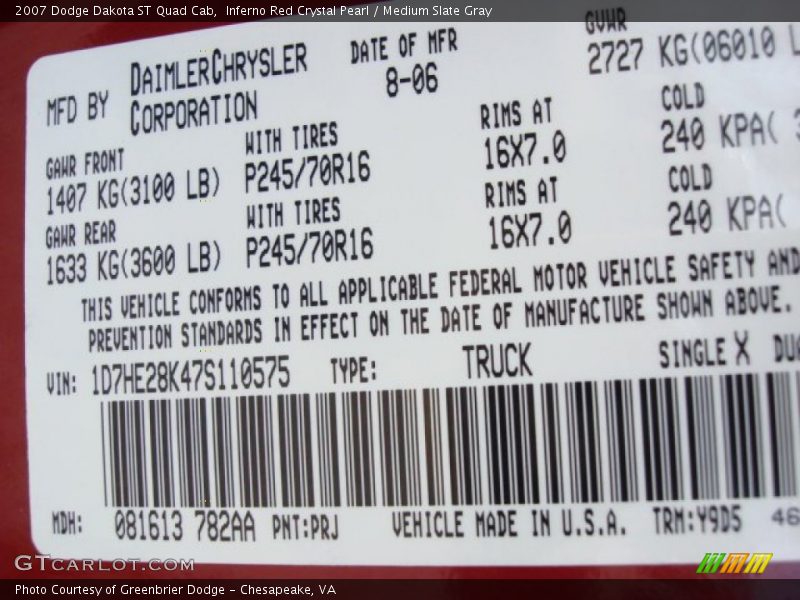 2007 Dodge Dakota ST Quad Cab,  Inferno Red Crystal Pearl / Medium Slate Gray
MFD BY DAIMLERCHRYSLER CORPORATION
DATE OF MFR 8-06
GVWR 2727 KG(06010 L
GAWR FRONT 1407 KG(3100 LB)
WITH TIRES P245/70R16
RIMS AT 16X7.0
COLD 240 KPA(
GAWR REAR 1633 KG(3600 LB)
WITH TIRES P245/70R16
RIMS AT 16X7.0
COLD 240 KPA(
THIS VEHICLE CONFORMS TO ALL APPLICABLE FEDERAL MOTOR VEHICLE SAFETY AND
PREVENTION STANDARDS IN EFFECT ON THE DATE OF MANUFACTURE SHOWN ABOVE.
VIN: 1D7HE28K47S110575 TYPE: TRUCK SINGLE X DUA
MDH: 081613 782AA PNT:PRJ VEHICLE MADE IN U.S.A. TRM:Y9D5 46
GTCARLOT.COM
Photo Courtesy of Greenbrier Dodge - Chesapeake, VA